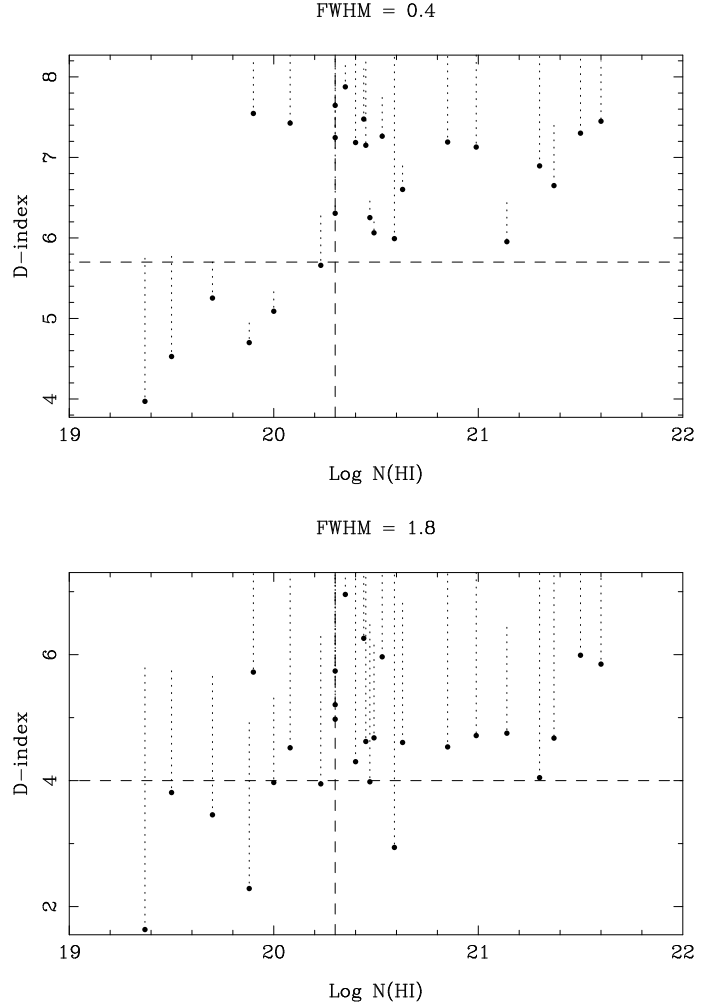 FWHM = 0.4
8
7
6
5
4
D-index
19 20 21 22
Log N(HI)
FWHM = 1.8
6
4
2
D-index
19 20 21 22
Log N(HI)